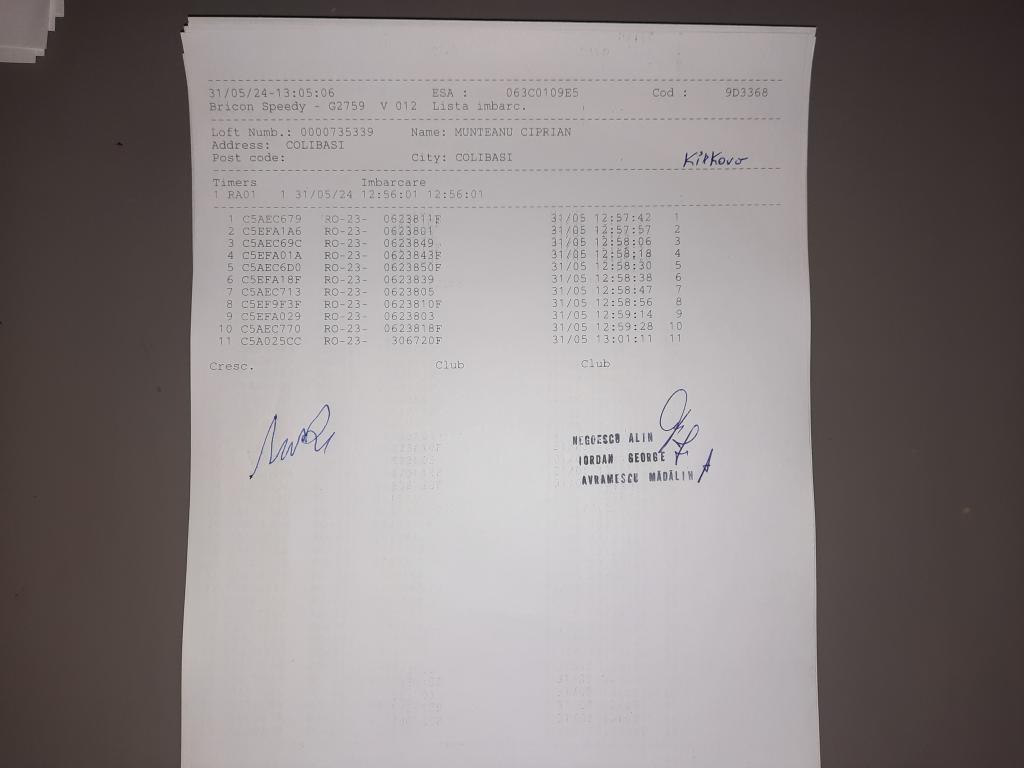 31/05/24-13:05:06 ESA : 063C0109E5 Cod : 9D3368
Bricon Speedy - G2759 V 012 Lista imbarc.
Loft Numb.: 0000735339 Name: MUNTEANU CIPRIAN
Address: COLIBASI
Post code: City: COLIBASI Kirkovo
Timers Imbarcare
1 RA01 1 31/05/24 12:56:01 12:56:01
1 C5AEC679 RO-23- 0623811F 31/05 12:57:42 1
2 C5EFA1A6 RO-23- 0623801 31/05 12:57:57 2
3 C5AEC69C RO-23- 0623849 31/05 12:58:06 3
4 C5EFA01A RO-23- 0623843F 31/05 12:58:18 4
5 C5AEC6D0 RO-23- 0623850F 31/05 12:58:30 5
6 C5EFA18F RO-23- 0623839 31/05 12:58:38 6
7 C5AEC713 RO-23- 0623805 31/05 12:58:47 7
8 C5EF9F3F RO-23- 0623810F 31/05 12:58:56 8
9 C5EFA029 RO-23- 0623803 31/05 12:59:14 9
10 C5AEC770 RO-23- 0623818F 31/05 12:59:28 10
11 C5A025CC RO-23- 306720F 31/05 13:01:11 11
Cresc. Club Club
NEGOESCU ALIN
IORDAN GEORGE
AVRAMESCU MĂDĂLIN